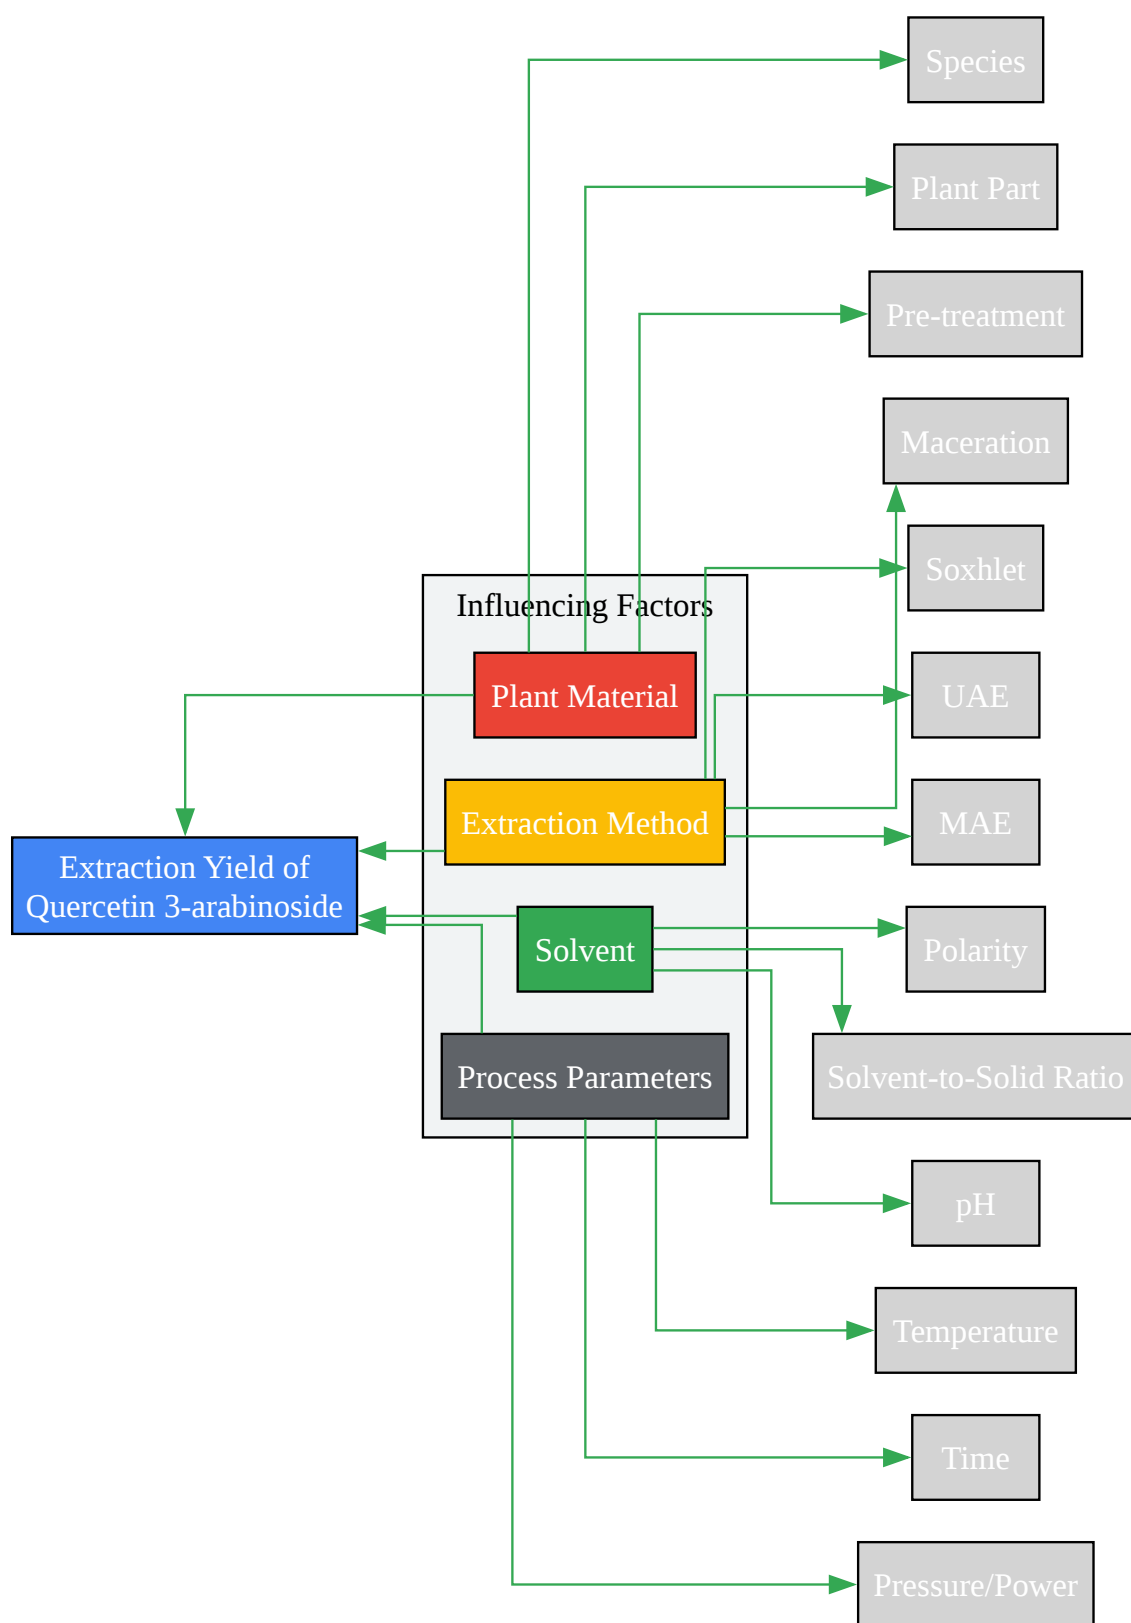 Species
Plant Part
Pre-treatment
Maceration
Soxhlet
Influencing Factors
Plant Material
UAE
Extraction Method
MAE
Extraction Yield of
Quercetin 3-arabinoside
Solvent
Polarity
Process Parameters
Solvent-to-Solid Ratio
pH
Temperature
Time
Pressure/Power